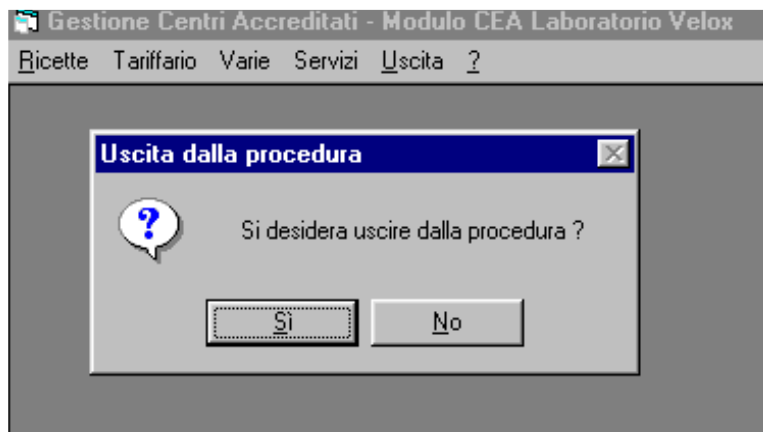 Gestione Centri Accreditati - Modulo CEA Laboratorio Velox
Ricette Tariffario Varie Servizi Uscita ?
Uscita dalla procedura
Si desidera uscire dalla procedura ?
Sì No